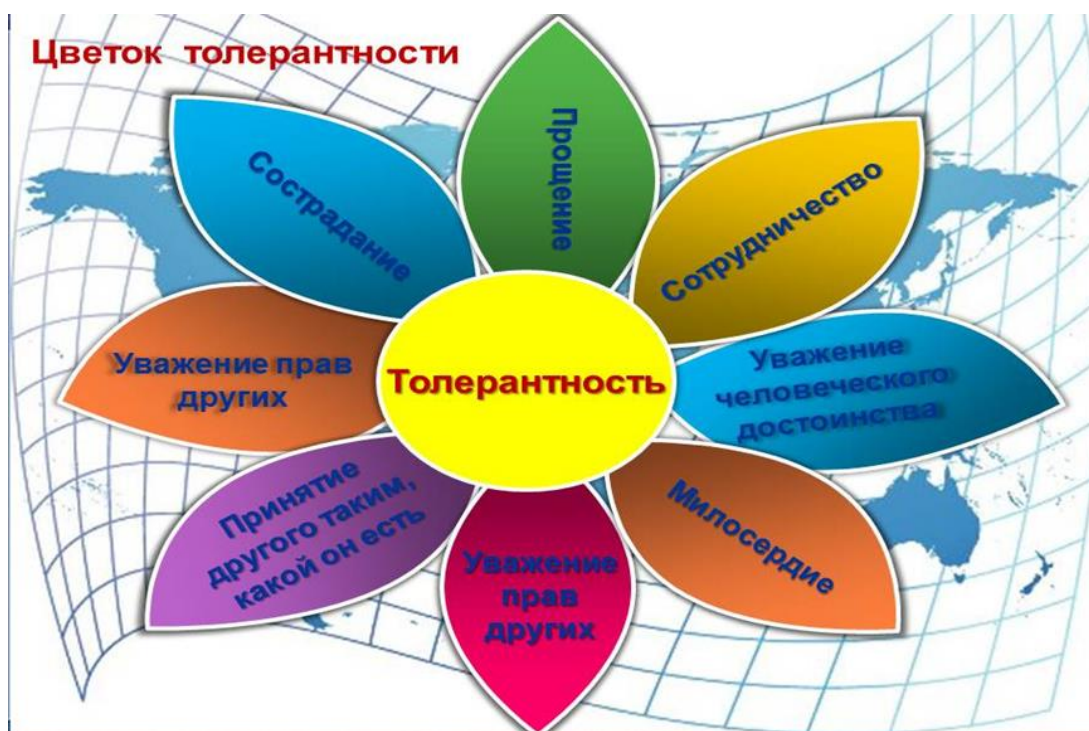 Цветок толерантности
Прощение
Сотрудничество
Уважение
человеческого
достоинства
Милосердие
Уважение
прав
других
Принятие
другого таким,
какой он есть
Уважение прав
других
Сострадание
Толерантность